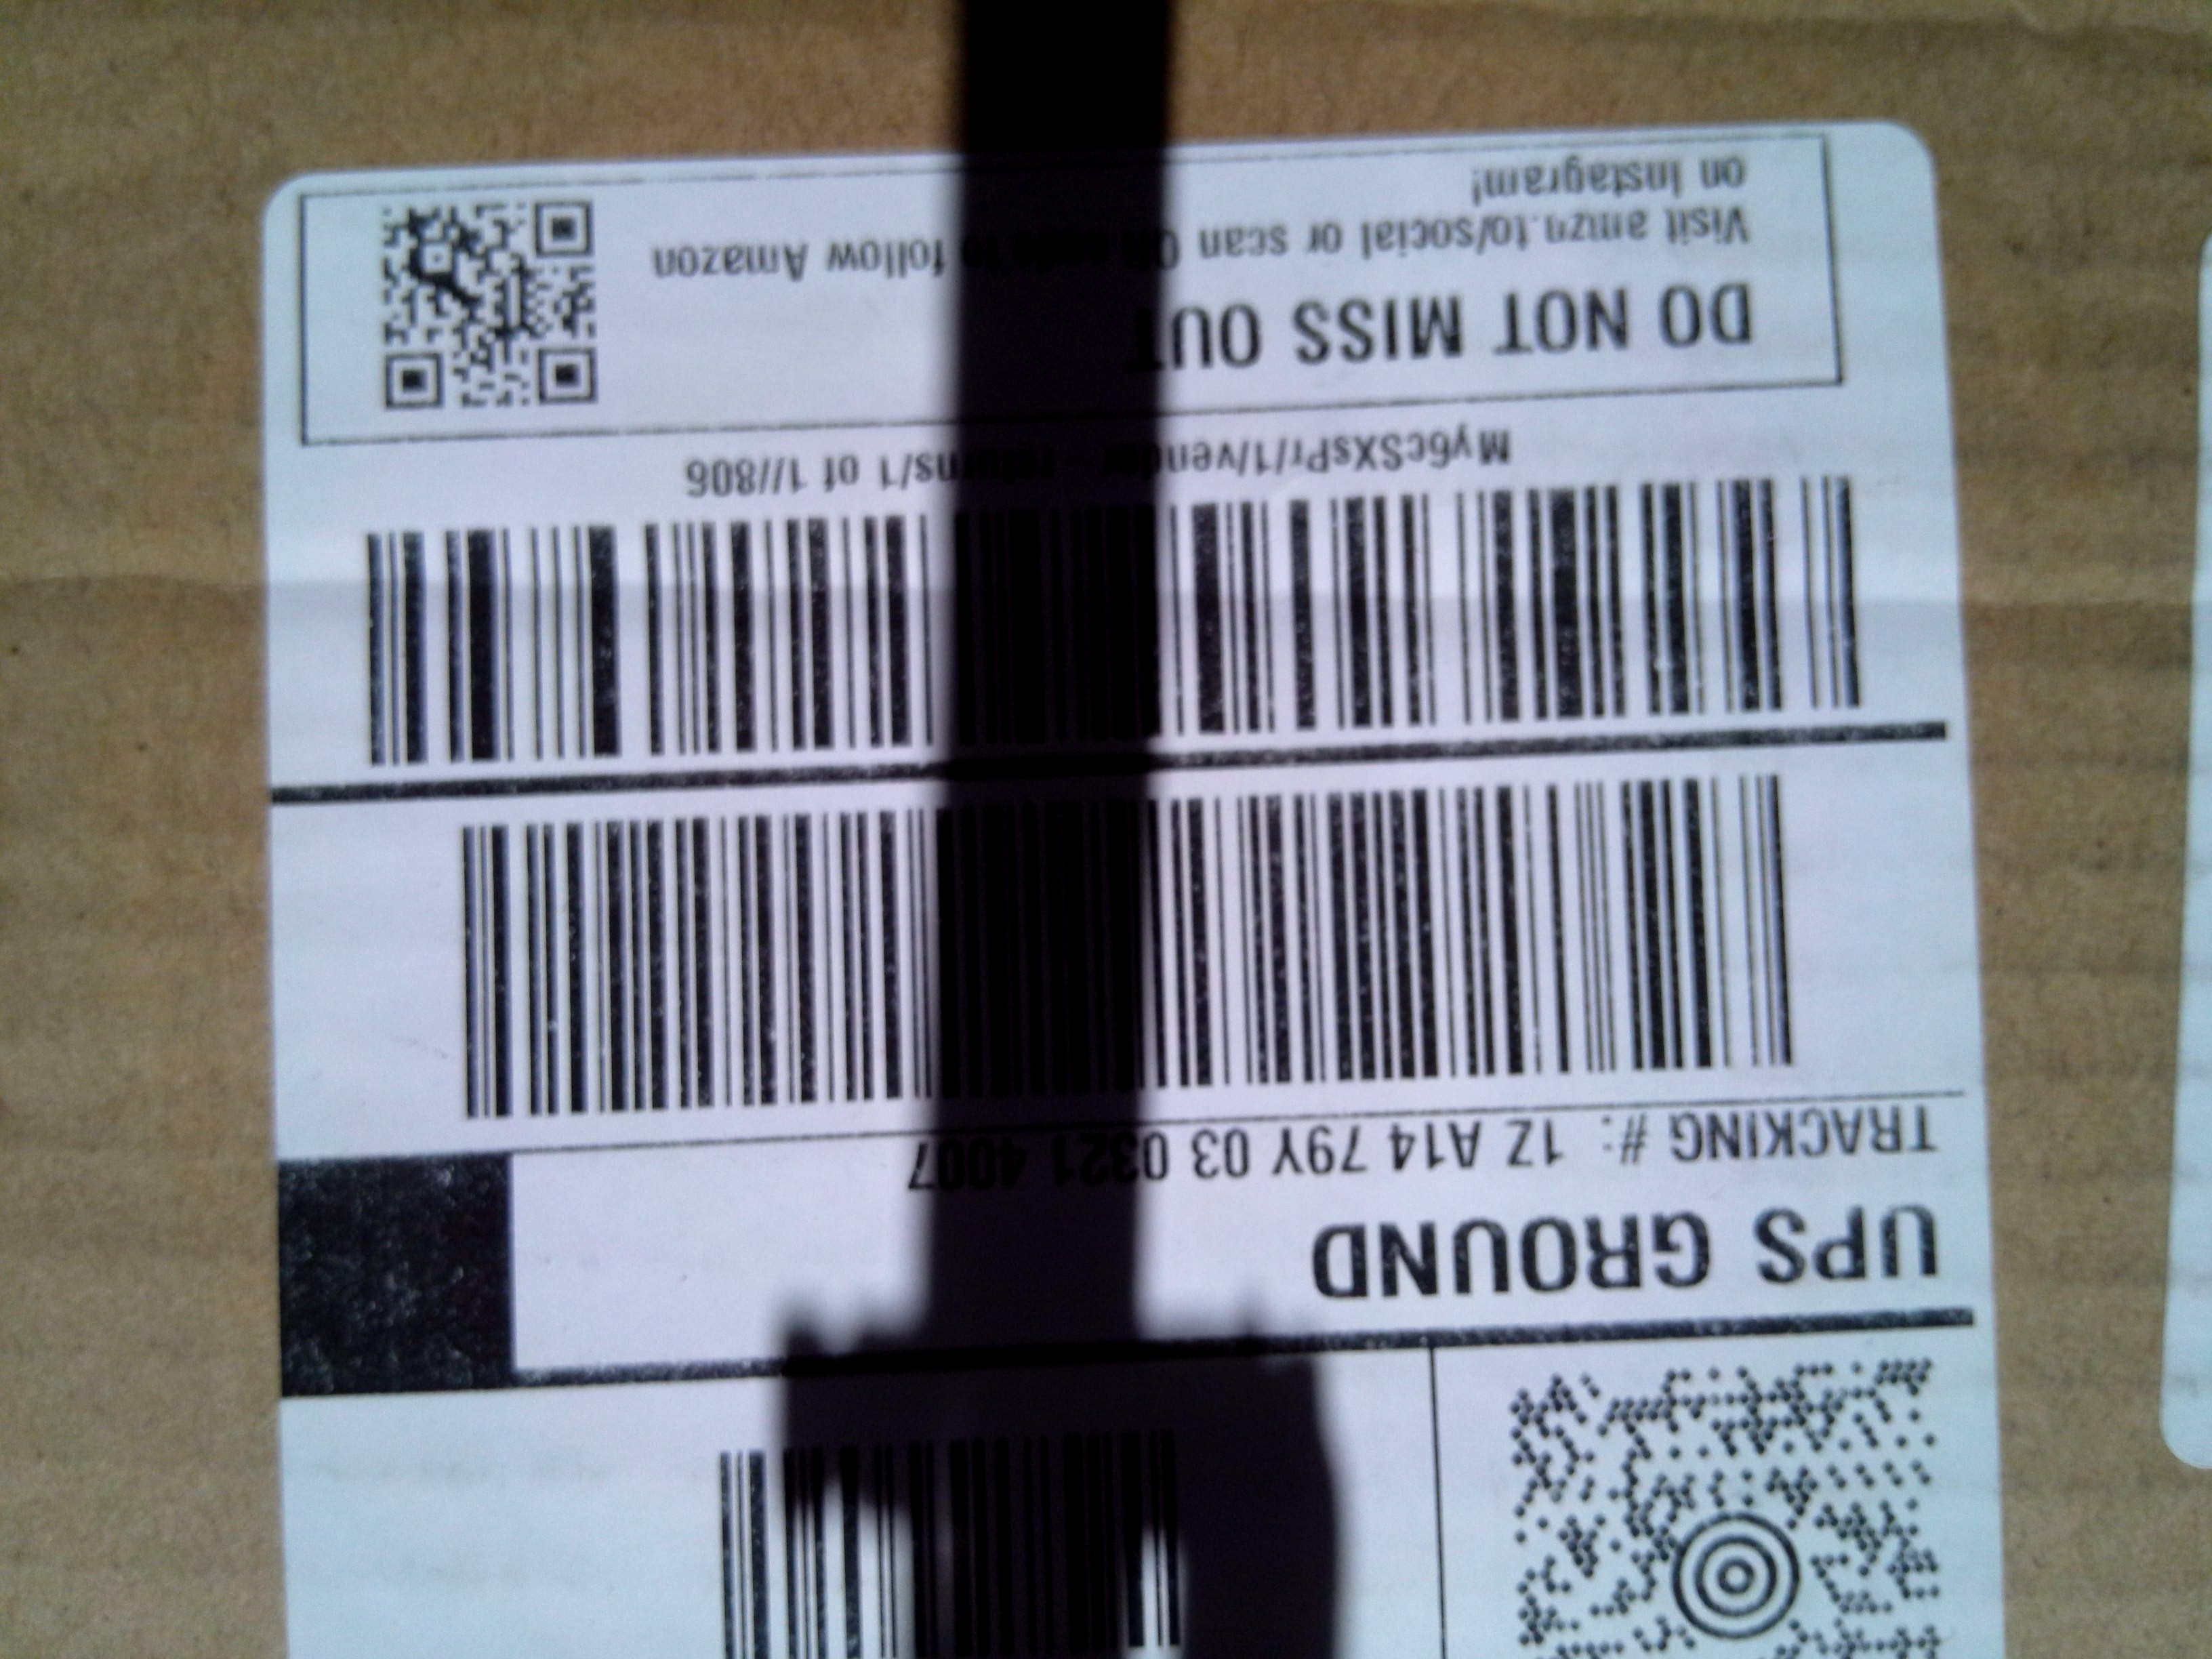 UPS GROUND
TRACKING #: 1Z A14 79Y 03 0321 4007
My6cSXsPr/1/vendor - returns/1 of 1//806
DO NOT MISS OUT
Visit amzn.to/social or scan QR code to follow Amazon
on Instagram!